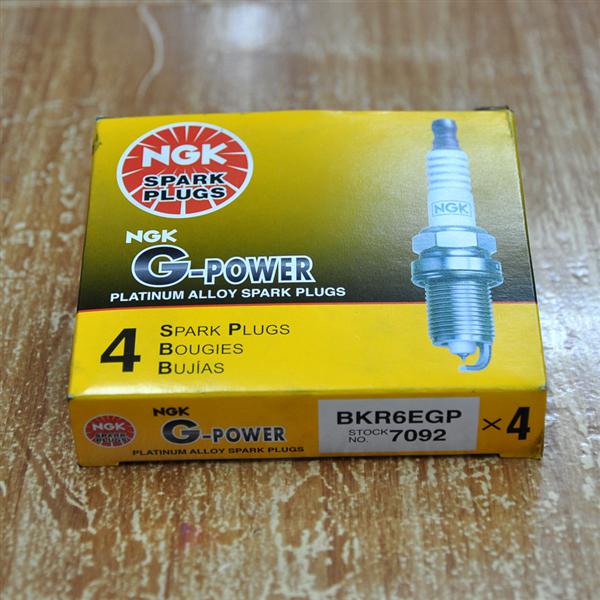 NGK
SPARK
PLUGS
NGK
G-POWER
PLATINUM ALLOY SPARK PLUGS
NGK
4 SPARK PLUGS
BOUGIES
BUJÍAS
NGK
SPARK
PLUGS
NGK
G-POWER
PLATINUM ALLOY SPARK PLUGS
BKR6EGP
STOCK NO. 7092
×4